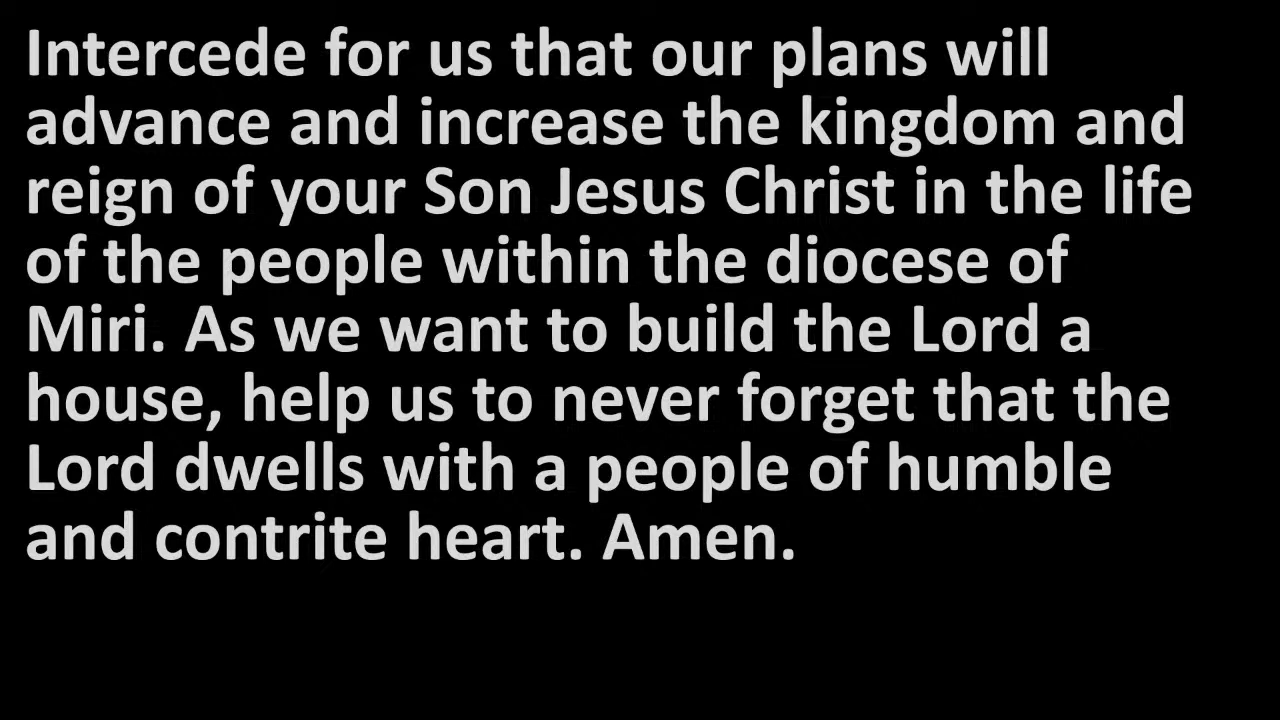 Intercede for us that our plans will
advance and increase the kingdom and
reign of your Son Jesus Christ in the life
of the people within the diocese of
Miri. As we want to build the Lord a
house, help us to never forget that the
Lord dwells with a people of humble
and contrite heart. Amen.